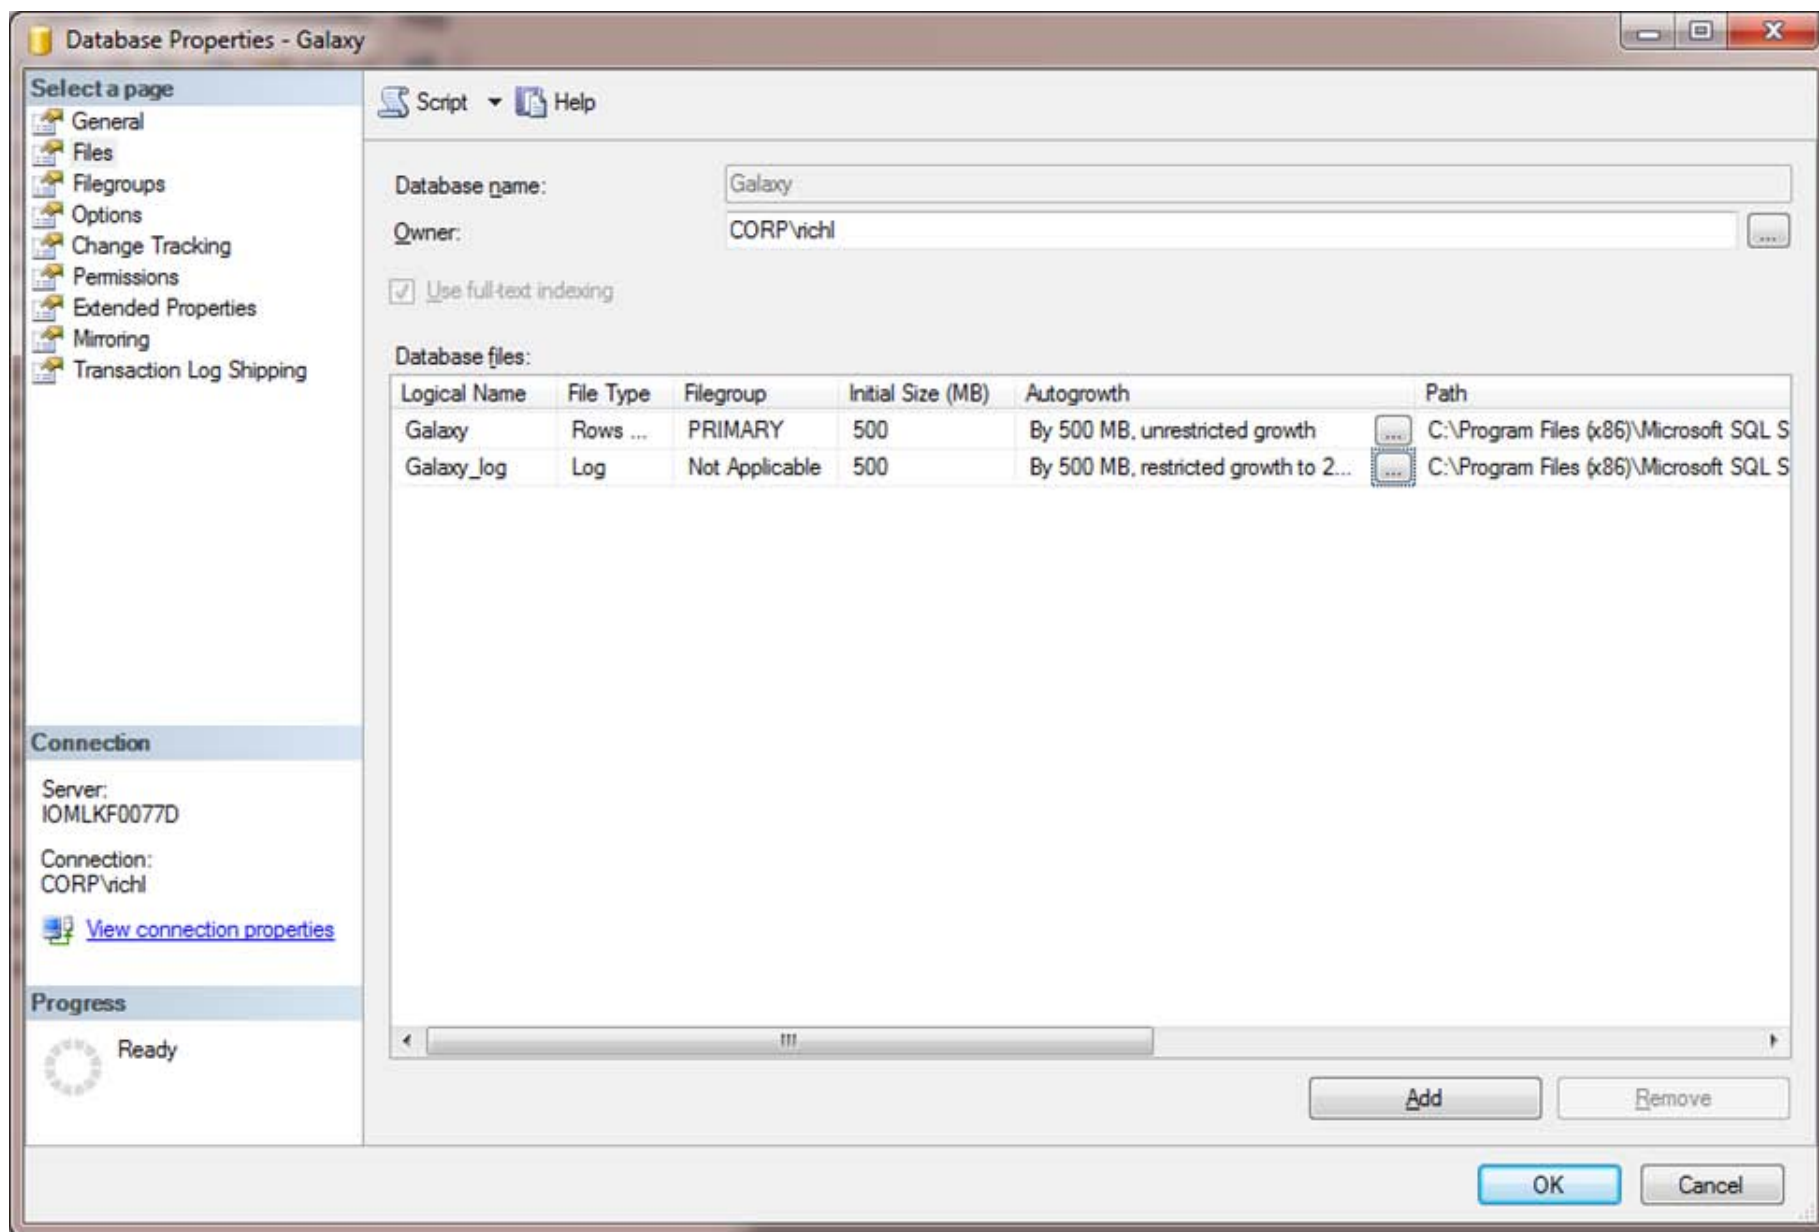 Database Properties - Galaxy
Select a page
General
Files
Filegroups
Options
Change Tracking
Permissions
Extended Properties
Mirroring
Transaction Log Shipping
Connection
Server:
IOMLKF0077D
Connection:
CORP\richl
View connection properties
Progress
Ready
Script Help
Database name: Galaxy
Owner: CORP\richl ...
Use full-text indexing
Database files:
Logical Name File Type Filegroup Initial Size (MB) Autogrowth Path
Galaxy Rows ... PRIMARY 500 By 500 MB, unrestricted growth ... C:\Program Files (x86)\Microsoft SQL S
Galaxy_log Log Not Applicable 500 By 500 MB, restricted growth to 2... ... C:\Program Files (x86)\Microsoft SQL S
Add Remove
OK Cancel